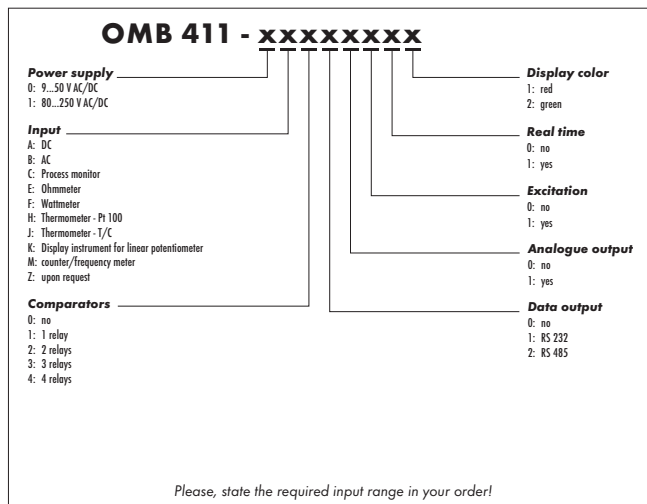 OMB 411 - xxxxxxxx
Power supply
0: 9...50 V AC/DC
1: 80...250 V AC/DC
Input
A: DC
B: AC
C: Process monitor
E: Ohmmeter
F: Wattmeter
H: Thermometer - Pt 100
J: Thermometer - T/C
K: Display instrument for linear potentiometer
M: counter/frequency meter
Z: upon request
Comparators
0: no
1: 1 relay
2: 2 relays
3: 3 relays
4: 4 relays
Display color
1: red
2: green
Real time
0: no
1: yes
Excitation
0: no
1: yes
Analogue output
0: no
1: yes
Data output
0: no
1: RS 232
2: RS 485
Please, state the required input range in your order!